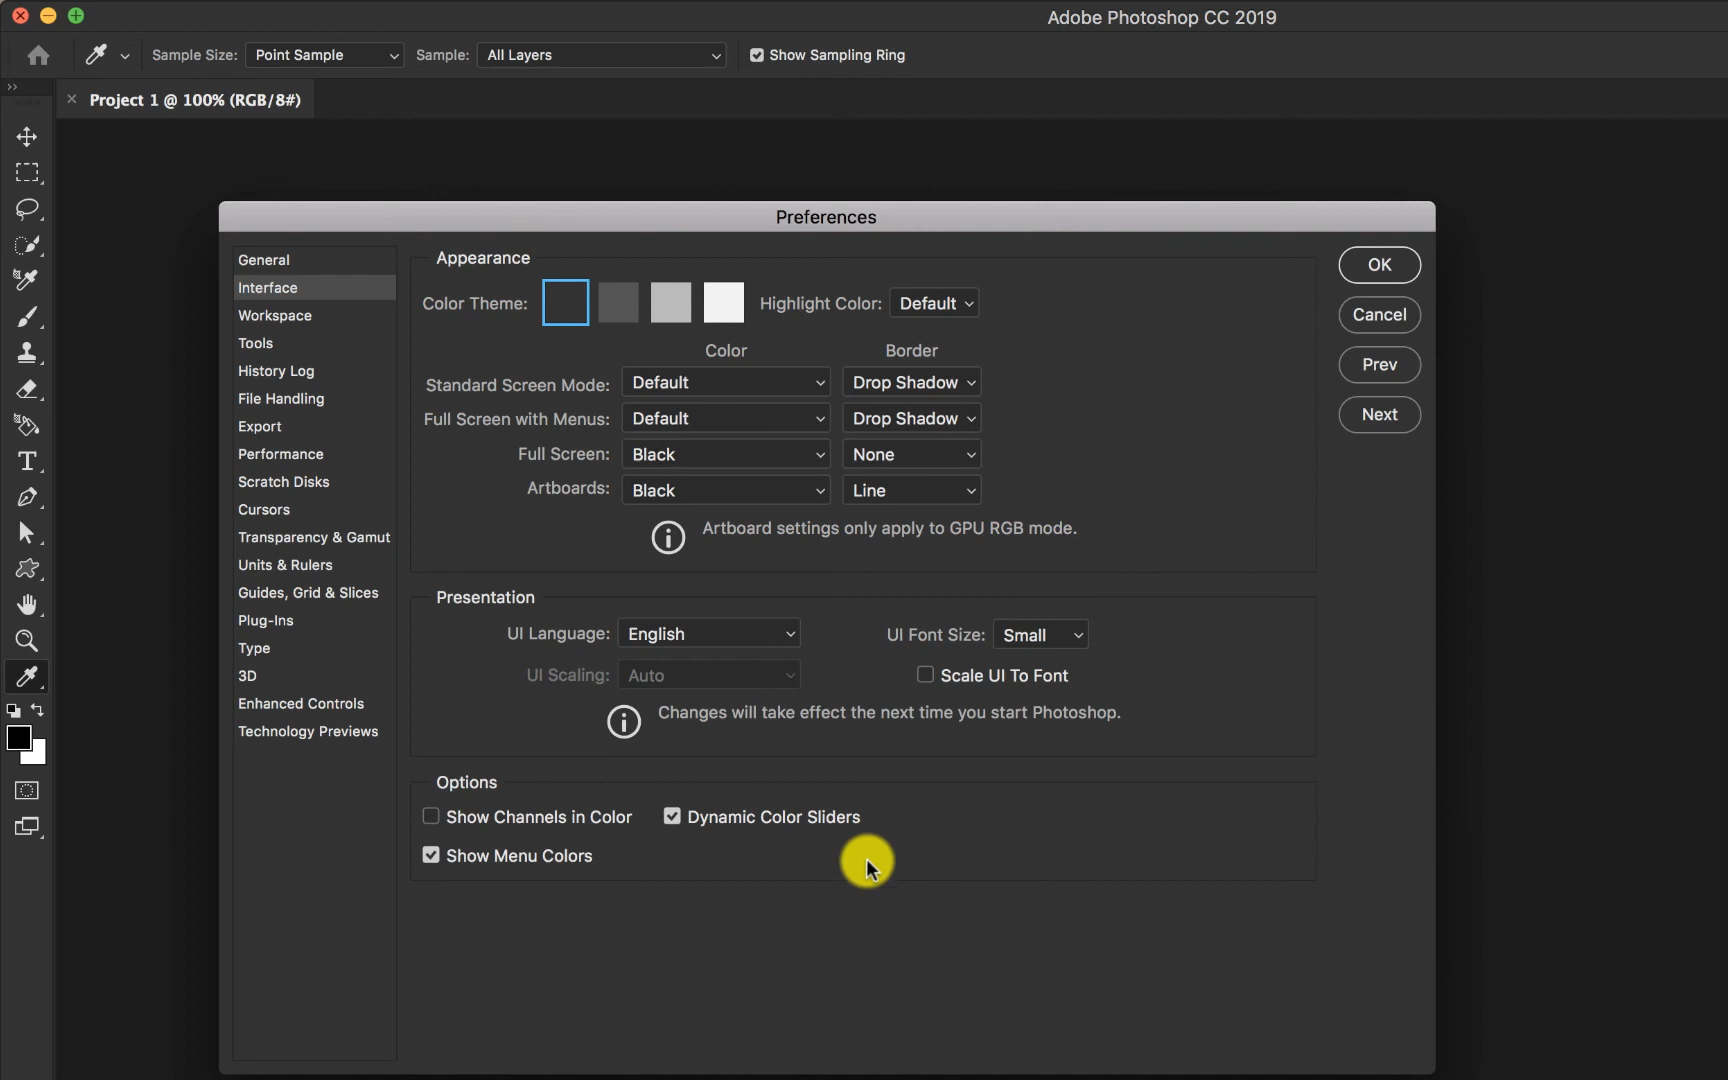 Adobe Photoshop CC 2019
Sample Size: Point Sample Sample: All Layers Show Sampling Ring
Project 1 @ 100% (RGB/8#)
Preferences
General
Interface
Workspace
Tools
History Log
File Handling
Export
Performance
Scratch Disks
Cursors
Transparency & Gamut
Units & Rulers
Guides, Grid & Slices
Plug-Ins
Type
3D
Enhanced Controls
Technology Previews
Appearance
Color Theme: Highlight Color: Default
Color Border
Standard Screen Mode: Default Drop Shadow
Full Screen with Menus: Default Drop Shadow
Full Screen: Black None
Artboards: Black Line
Artboard settings only apply to GPU RGB mode.
Presentation
UI Language: English UI Font Size: Small
UI Scaling: Auto Scale UI To Font
Changes will take effect the next time you start Photoshop.
Options
Show Channels in Color Dynamic Color Sliders
Show Menu Colors
OK
Cancel
Prev
Next